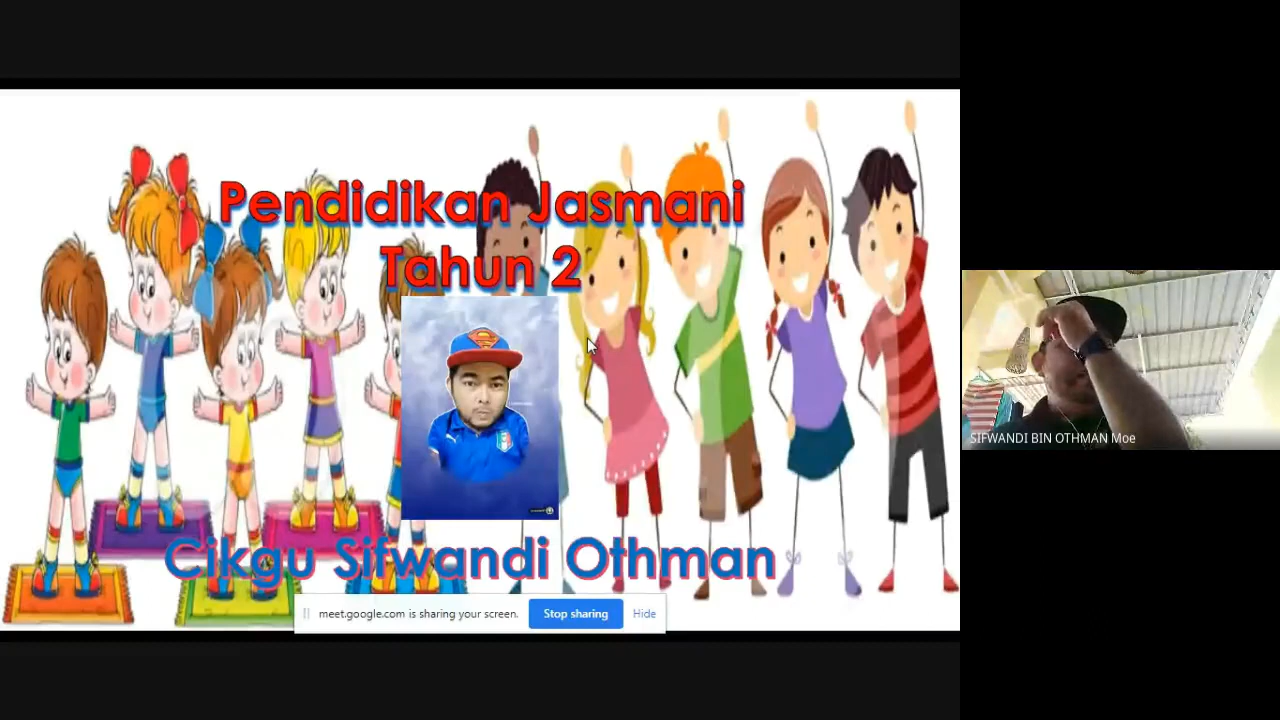 Pendidikan Jasmani
Tahun 2
Cikgu Sifwandi Othman
meet.google.com is sharing your screen.
Stop sharing
Hide
SIFWANDI BIN OTHMAN Moe